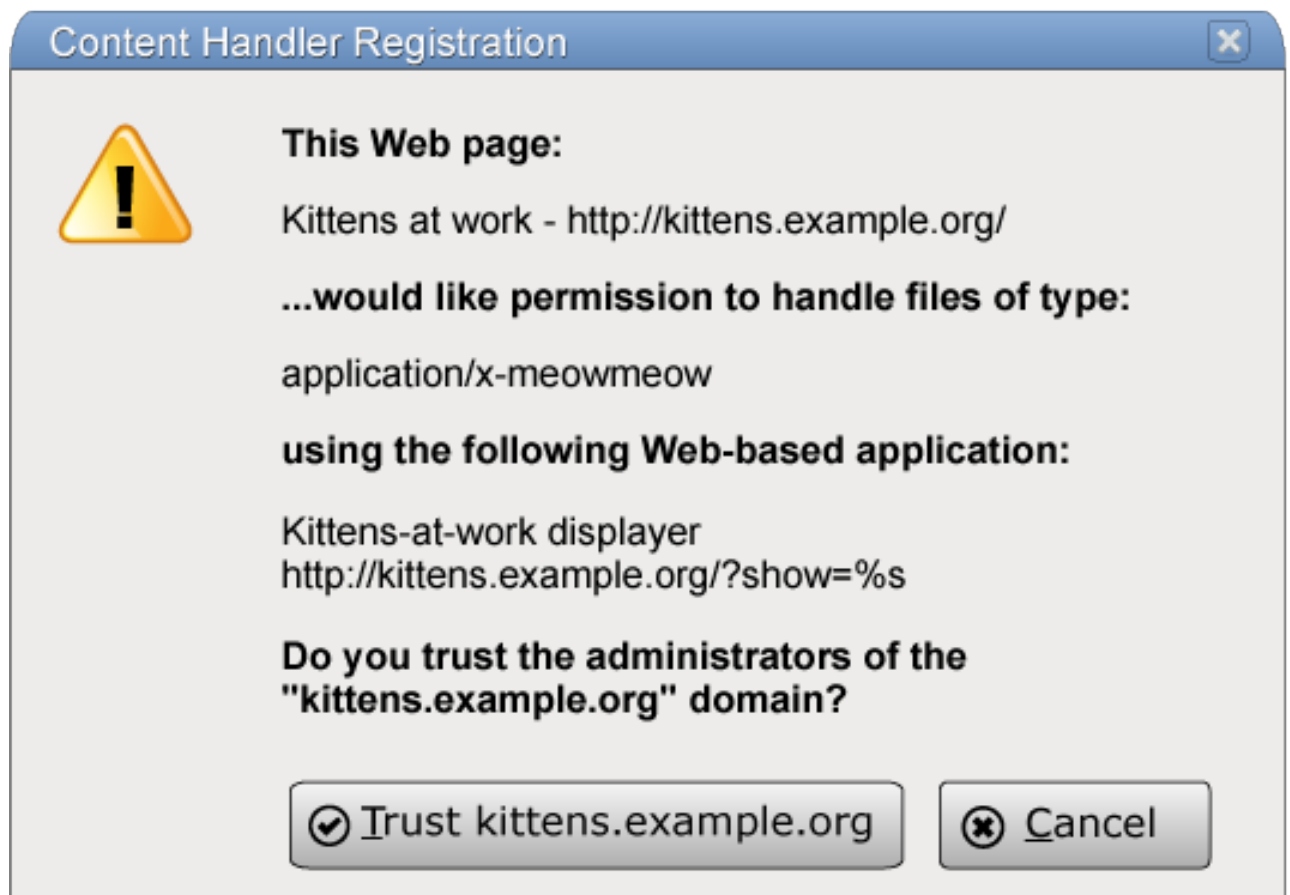 Content Handler Registration
This Web page:
Kittens at work - http://kittens.example.org/
...would like permission to handle files of type:
application/x-meowmeow
using the following Web-based application:
Kittens-at-work displayer
http://kittens.example.org/?show=%s
Do you trust the administrators of the
"kittens.example.org" domain?
Trust kittens.example.org
Cancel